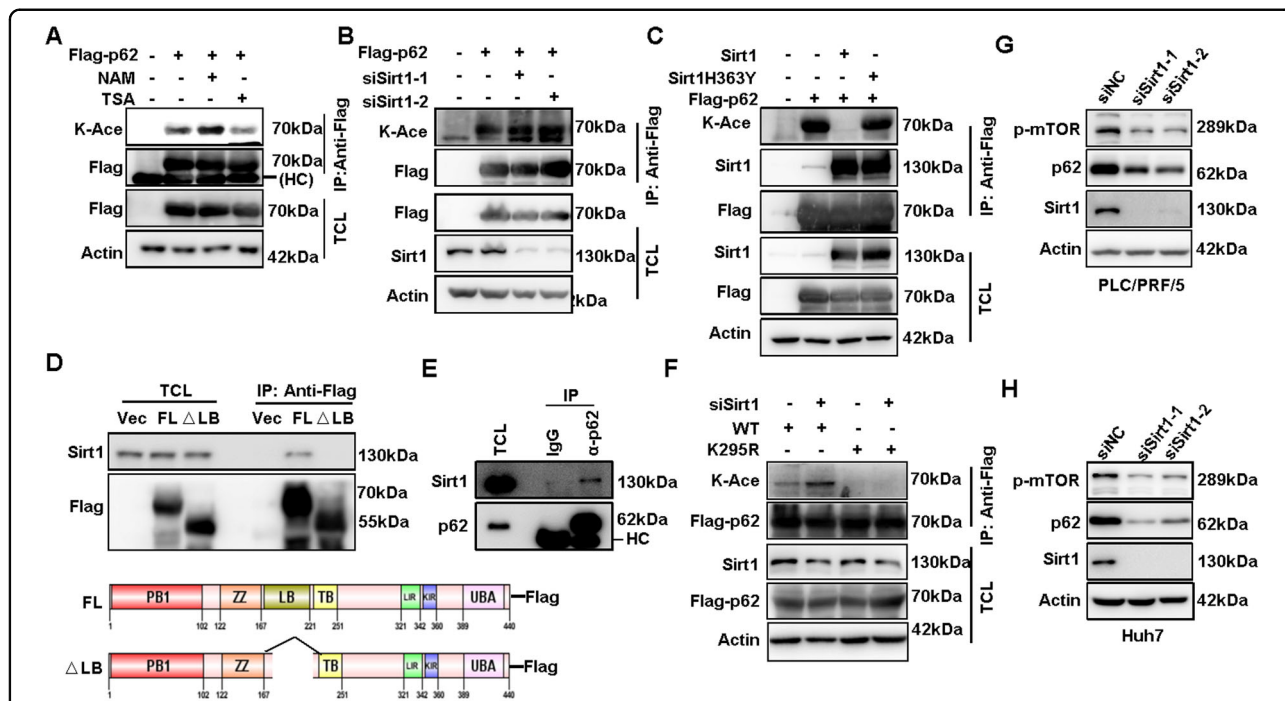 A
Flag-p62 - + + +
NAM - - + -
TSA - - - +
K-Ace 70kDa
Flag 70kDa
(HC)
IP:Anti-Flag
Flag 70kDa
Actin 42kDa
TCL
B
Flag-p62 - + + +
siSirt1-1 - - + -
siSirt1-2 - - - +
K-Ace 70kDa
Flag 70kDa
IP: Anti-Flag
Flag 70kDa
Sirt1 130kDa
Actin kDa
TCL
C
Sirt1 - - + -
Sirt1H363Y - - - +
Flag-p62 - + + +
K-Ace 70kDa
Sirt1 130kDa
Flag 70kDa
IP: Anti-Flag
Sirt1 130kDa
Flag 70kDa
Actin 42kDa
TCL
G
siNC siSirt1-1 siSirt1-2
p-mTOR 289kDa
p62 62kDa
Sirt1 130kDa
Actin 42kDa
PLC/PRF/5
D
TCL IP: Anti-Flag
Vec FL △LB Vec FL △LB
Sirt1 130kDa
Flag 70kDa
55kDa
FL PB1 ZZ LB TB LIR KIR UBA Flag
1 102 122 167 221 251 321 342 360 389 440
△LB PB1 ZZ TB LIR KIR UBA Flag
1 102 122 167 251 321 342 360 389 440
E
IP
TCL IgG α-p62
Sirt1 130kDa
p62 62kDa
HC
F
siSirt1 - + - +
WT + + - -
K295R - - + +
K-Ace 70kDa
Flag-p62 70kDa
IP: Anti-Flag
Sirt1 130kDa
Flag-p62 70kDa
Actin 42kDa
TCL
H
siNC siSirt1-1 siSirt1-2
p-mTOR 289kDa
p62 62kDa
Sirt1 130kDa
Actin 42kDa
Huh7